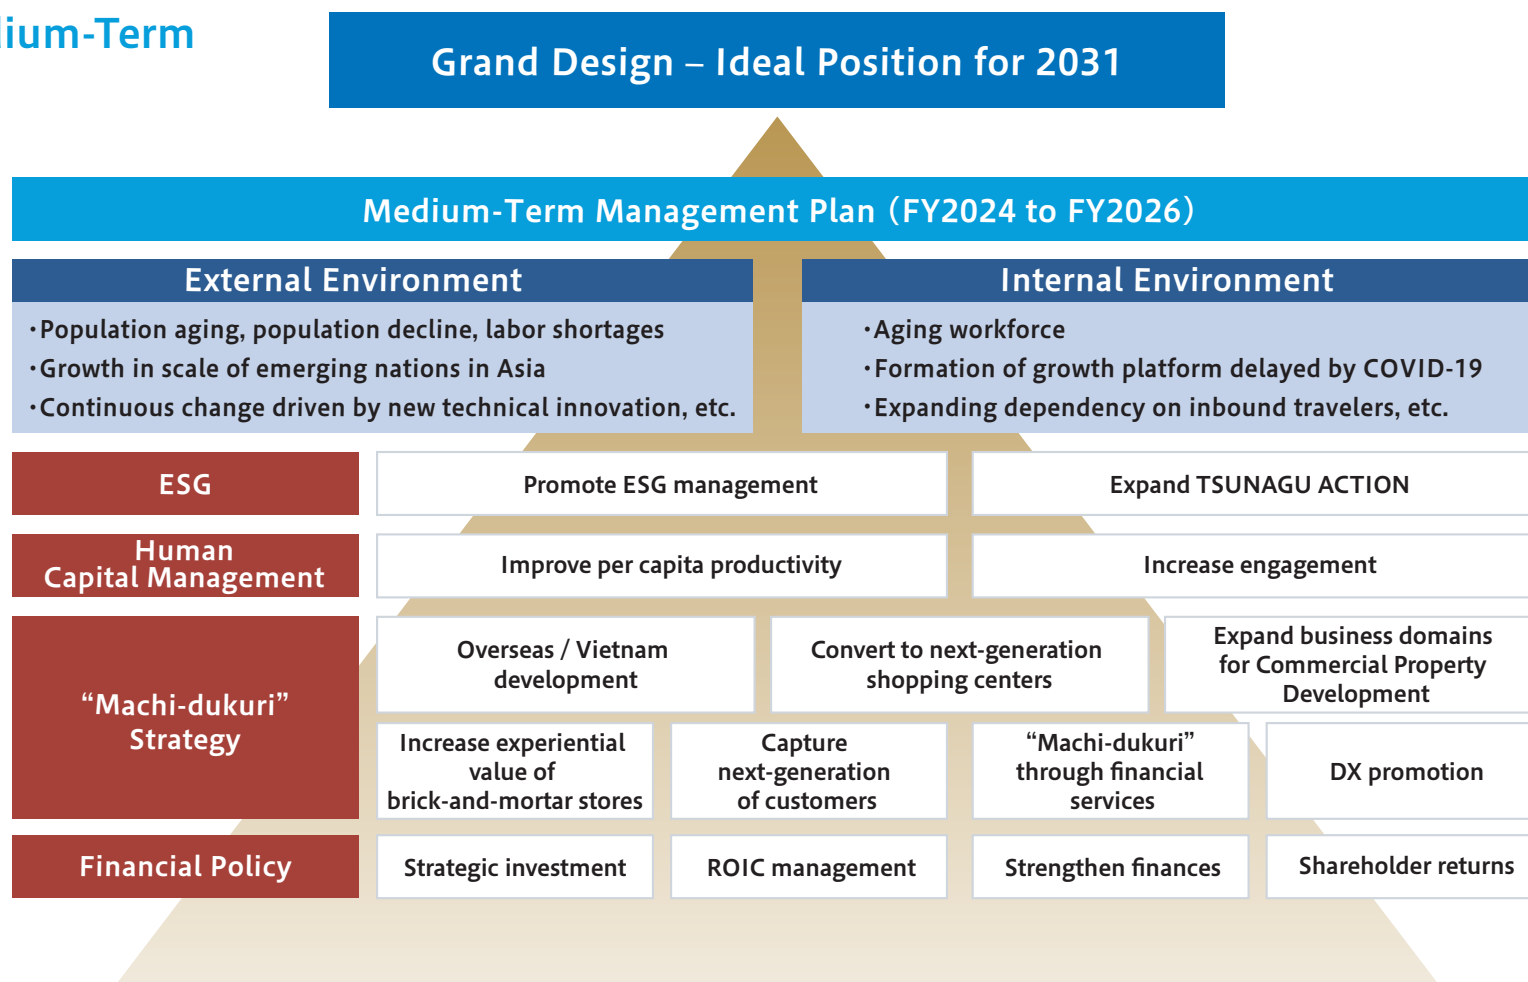 dium-Term
Grand Design – Ideal Position for 2031
Medium-Term Management Plan (FY2024 to FY2026)
External Environment
・Population aging, population decline, labor shortages
・Growth in scale of emerging nations in Asia
・Continuous change driven by new technical innovation, etc.
Internal Environment
・Aging workforce
・Formation of growth platform delayed by COVID-19
・Expanding dependency on inbound travelers, etc.
ESG
Promote ESG management
Expand TSUNAGU ACTION
Human
Capital Management
Improve per capita productivity
Increase engagement
“Machi-dukuri”
Strategy
Overseas / Vietnam
development
Convert to next-generation
shopping centers
Expand business domains
for Commercial Property
Development
Increase experiential
value of
brick-and-mortar stores
Capture
next-generation
of customers
“Machi-dukuri”
through financial
services
DX promotion
Financial Policy
Strategic investment
ROIC management
Strengthen finances
Shareholder returns